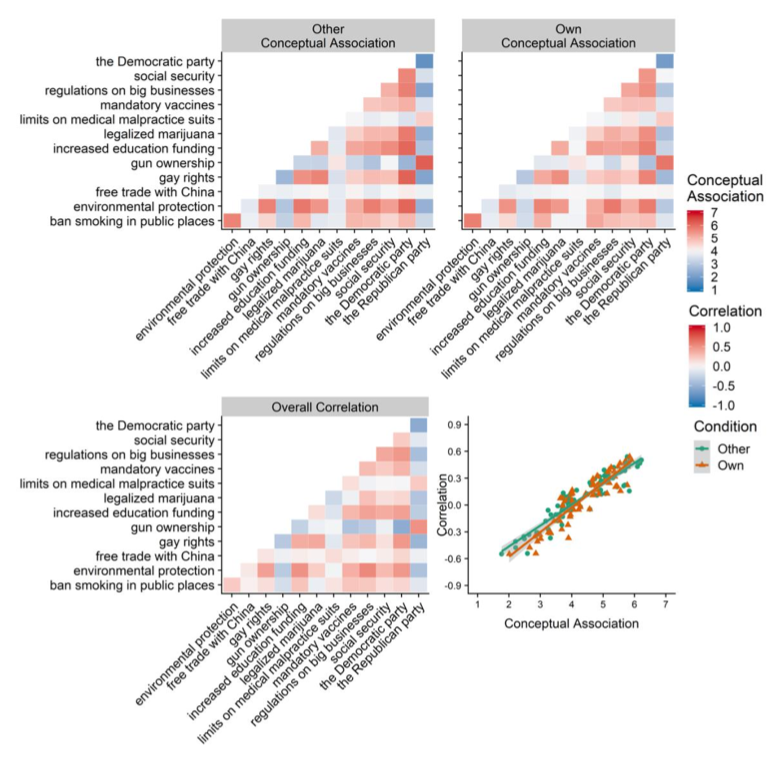 Other
Conceptual Association
Own
Conceptual Association
the Democratic party
social security
regulations on big businesses
mandatory vaccines
limits on medical malpractice suits
legalized marijuana
increased education funding
gun ownership
gay rights
free trade with China
environmental protection
ban smoking in public places
environmental protection
free trade with China
gay rights
gun ownership
increased education funding
legalized marijuana
limits on medical malpractice suits
mandatory vaccines
regulations on big businesses
social security
the Democratic party
the Republican party
environmental protection
free trade with China
gay rights
gun ownership
increased education funding
legalized marijuana
limits on medical malpractice suits
mandatory vaccines
regulations on big businesses
social security
the Democratic party
the Republican party
Conceptual
Association
7
6
5
4
3
2
1
Correlation
1.0
0.5
0.0
-0.5
-1.0
Condition
Other
Own
Overall Correlation
the Democratic party
social security
regulations on big businesses
mandatory vaccines
limits on medical malpractice suits
legalized marijuana
increased education funding
gun ownership
gay rights
free trade with China
environmental protection
ban smoking in public places
environmental protection
free trade with China
gay rights
gun ownership
increased education funding
legalized marijuana
limits on medical malpractice suits
mandatory vaccines
regulations on big businesses
social security
the Democratic party
the Republican party
Correlation
0.9
0.6
0.3
0.0
-0.3
-0.6
-0.9
1 2 3 4 5 6 7
Conceptual Association